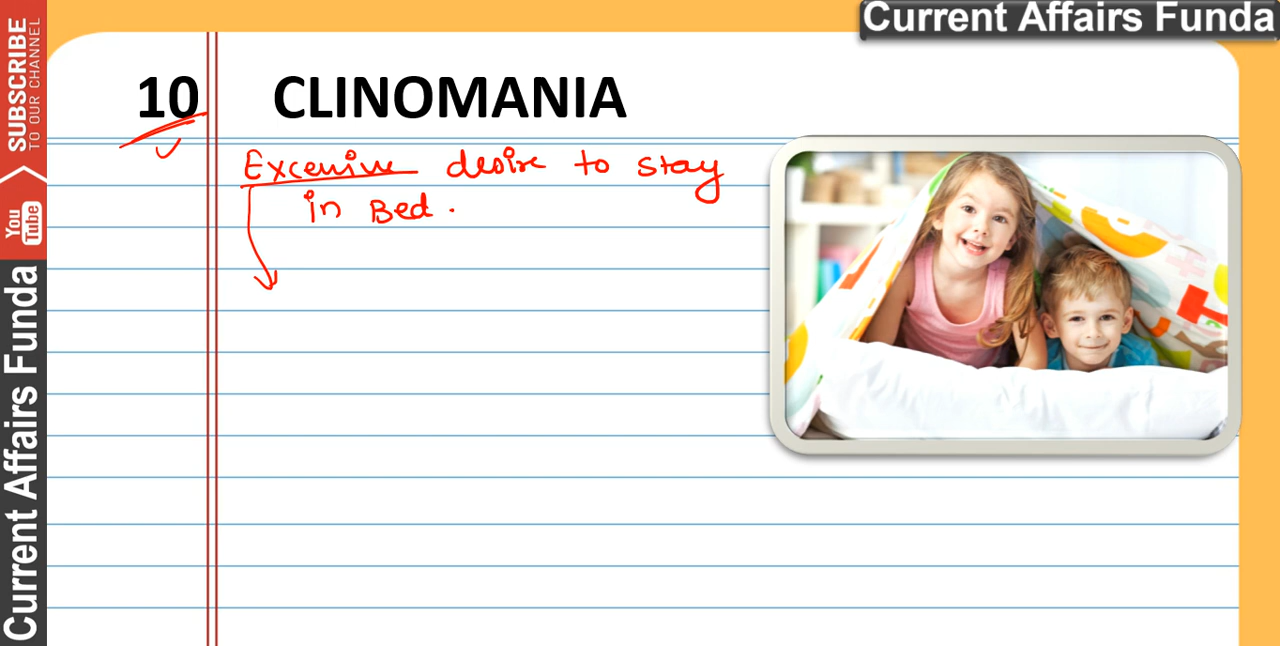 Current Affairs Funda
SUBSCRIBE
TO OUR CHANNEL
You
Tube
Current Affairs Funda
10 CLINOMANIA
Excessive desire to stay
in Bed.